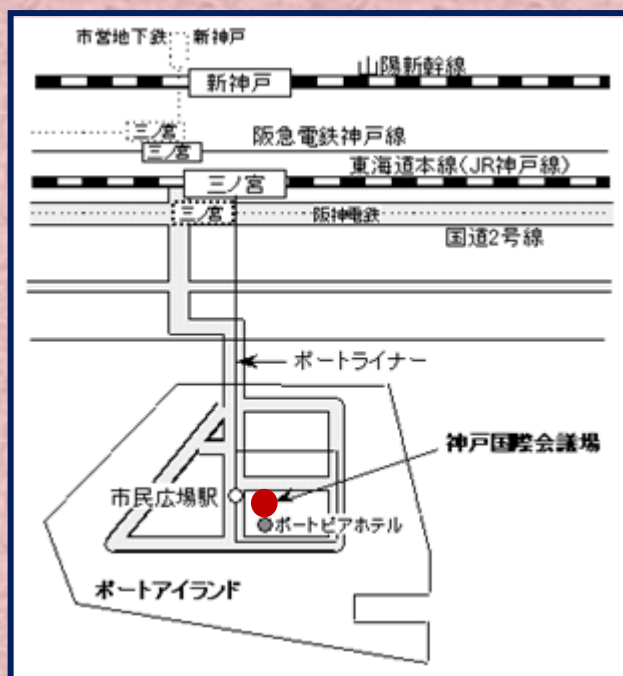 市営地下鉄
新神戸
山陽新幹線
新神戸
三ノ宮
阪急電鉄神戸線
三ノ宮
東海道本線(JR神戸線)
三ノ宮
三ノ宮
阪神電鉄
国道2号線
ポートライナー
神戸国際会議場
市民広場駅
ポートピアホテル
ポートアイランド